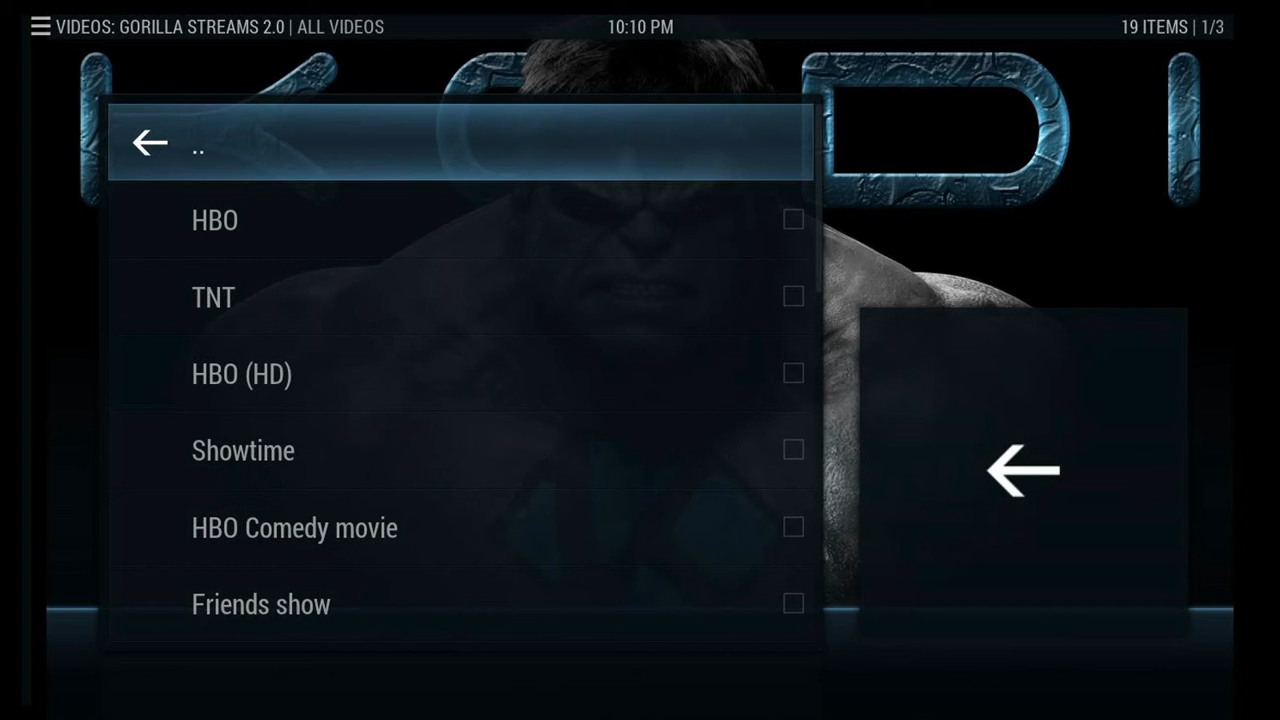 VIDEOS: GORILLA STREAMS 2.0 | ALL VIDEOS
10:10 PM
19 ITEMS | 1/3
KODI
..
HBO
TNT
HBO (HD)
Showtime
HBO Comedy movie
Friends show